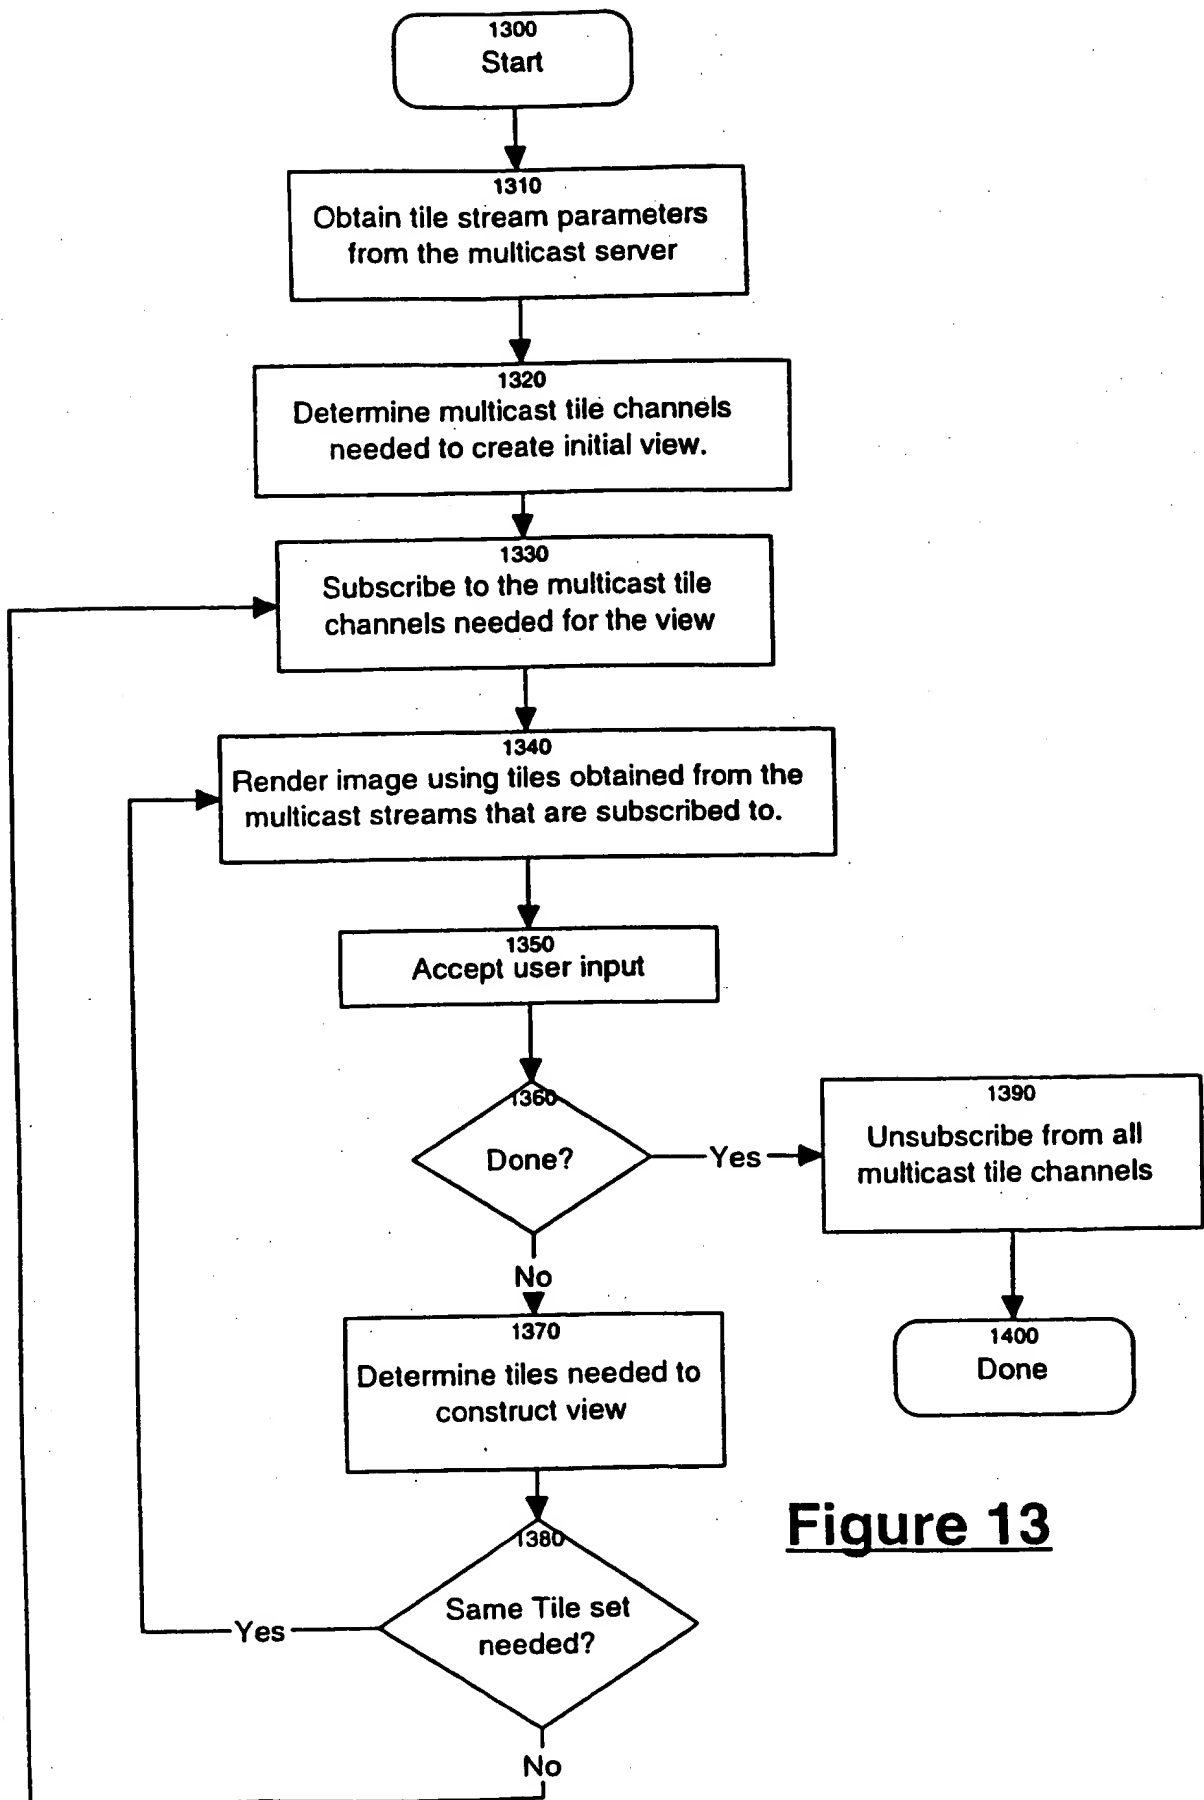 1300
Start
1310
Obtain tile stream parameters
from the multicast server
1320
Determine multicast tile channels
needed to create initial view.
1330
Subscribe to the multicast tile
channels needed for the view
1340
Render image using tiles obtained from the
multicast streams that are subscribed to.
1350
Accept user input
1360
Done?
Yes
1390
Unsubscribe from all
multicast tile channels
No
1400
Done
1370
Determine tiles needed to
construct view
Figure 13
1380
Same Tile set
needed?
Yes
No